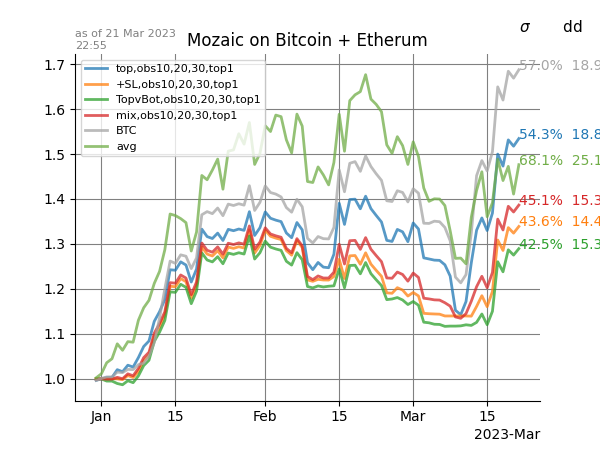 as of 21 Mar 2023
22:55
Mozaic on Bitcoin + Etherum
σ dd
top,obs10,20,30,top1
+SL,obs10,20,30,top1
TopvBot,obs10,20,30,top1
mix,obs10,20,30,top1
BTC
avg
1.7
1.6
1.5
1.4
1.3
1.2
1.1
1.0
57.0% 18.9
54.3% 18.8
68.1% 25.1
45.1% 15.3
43.6% 14.4
42.5% 15.3
Jan 15 Feb 15 Mar 15
2023-Mar